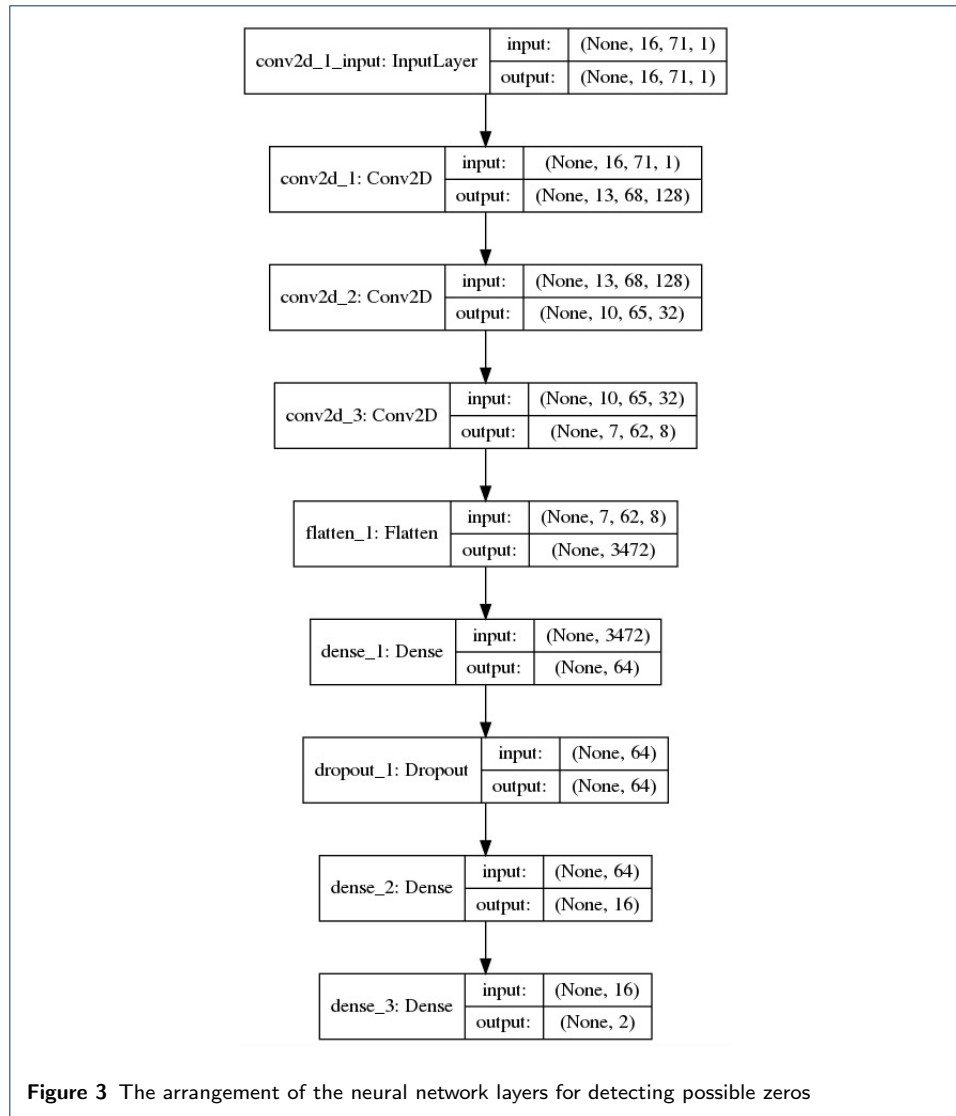 conv2d_1_input: InputLayer
input: (None, 16, 71, 1)
output: (None, 16, 71, 1)
conv2d_1: Conv2D
input: (None, 16, 71, 1)
output: (None, 13, 68, 128)
conv2d_2: Conv2D
input: (None, 13, 68, 128)
output: (None, 10, 65, 32)
conv2d_3: Conv2D
input: (None, 10, 65, 32)
output: (None, 7, 62, 8)
flatten_1: Flatten
input: (None, 7, 62, 8)
output: (None, 3472)
dense_1: Dense
input: (None, 3472)
output: (None, 64)
dropout_1: Dropout
input: (None, 64)
output: (None, 64)
dense_2: Dense
input: (None, 64)
output: (None, 16)
dense_3: Dense
input: (None, 16)
output: (None, 2)
Figure 3 The arrangement of the neural network layers for detecting possible zeros